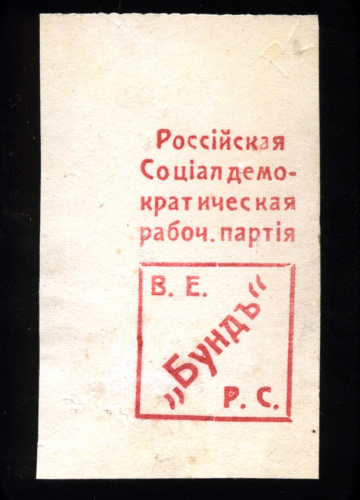 Россійская
Соціалдемо-
кратическая
рабоч. партія
В. Е.
„Бундъ“
Р. С.